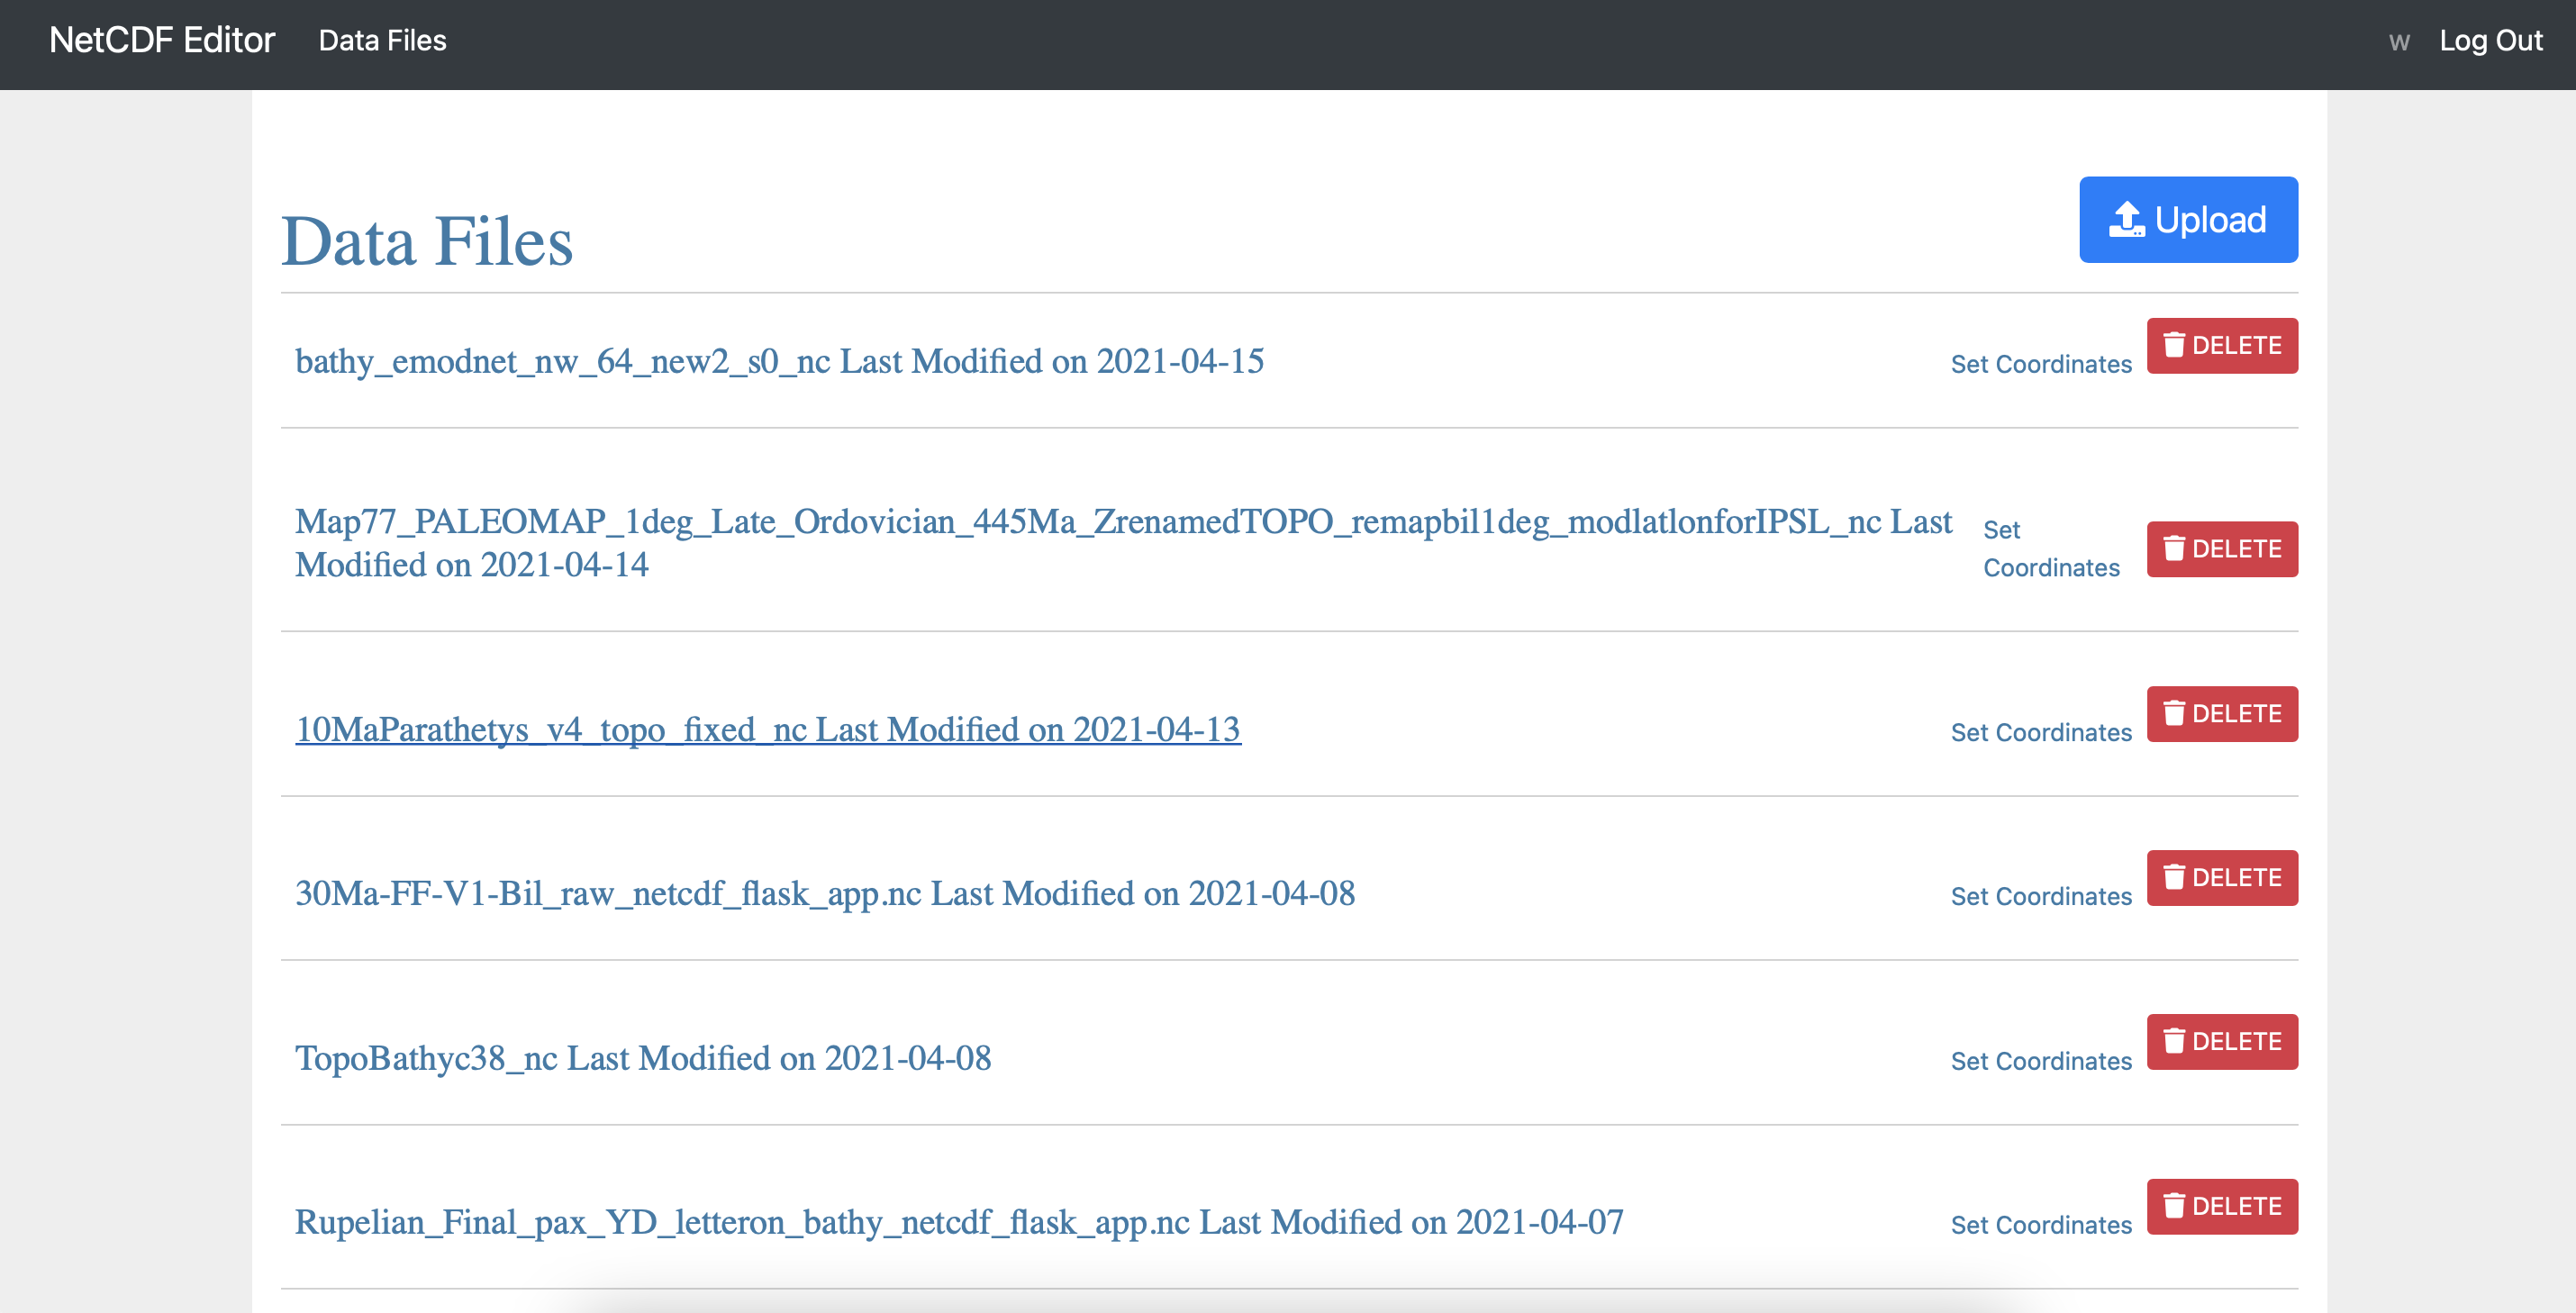 NetCDF Editor Data Files w Log Out
Data Files
Upload
bathy_emodnet_nw_64_new2_s0_nc Last Modified on 2021-04-15
Set Coordinates
DELETE
Map77_PALEOMAP_1deg_Late_Ordovician_445Ma_ZrenamedTOPO_remapbil1deg_modlatlonforIPSL_nc Last
Modified on 2021-04-14
Set
Coordinates
DELETE
10MaParathetys_v4_topo_fixed_nc Last Modified on 2021-04-13
Set Coordinates
DELETE
30Ma-FF-V1-Bil_raw_netcdf_flask_app.nc Last Modified on 2021-04-08
Set Coordinates
DELETE
TopoBathyc38_nc Last Modified on 2021-04-08
Set Coordinates
DELETE
Rupelian_Final_pax_YD_letteron_bathy_netcdf_flask_app.nc Last Modified on 2021-04-07
Set Coordinates
DELETE